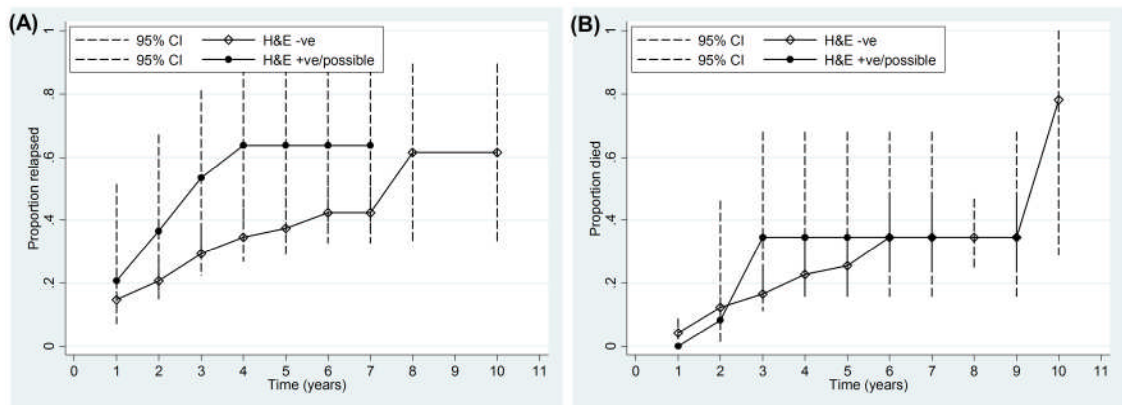 (A)
95% CI H&E -ve
95% CI H&E +ve/possible
Proportion relapsed
1
.8
.6
.4
.2
0
0 1 2 3 4 5 6 7 8 9 10 11
Time (years)
(B)
95% CI H&E -ve
95% CI H&E +ve/possible
Proportion died
1
.8
.6
.4
.2
0
0 1 2 3 4 5 6 7 8 9 10 11
Time (years)